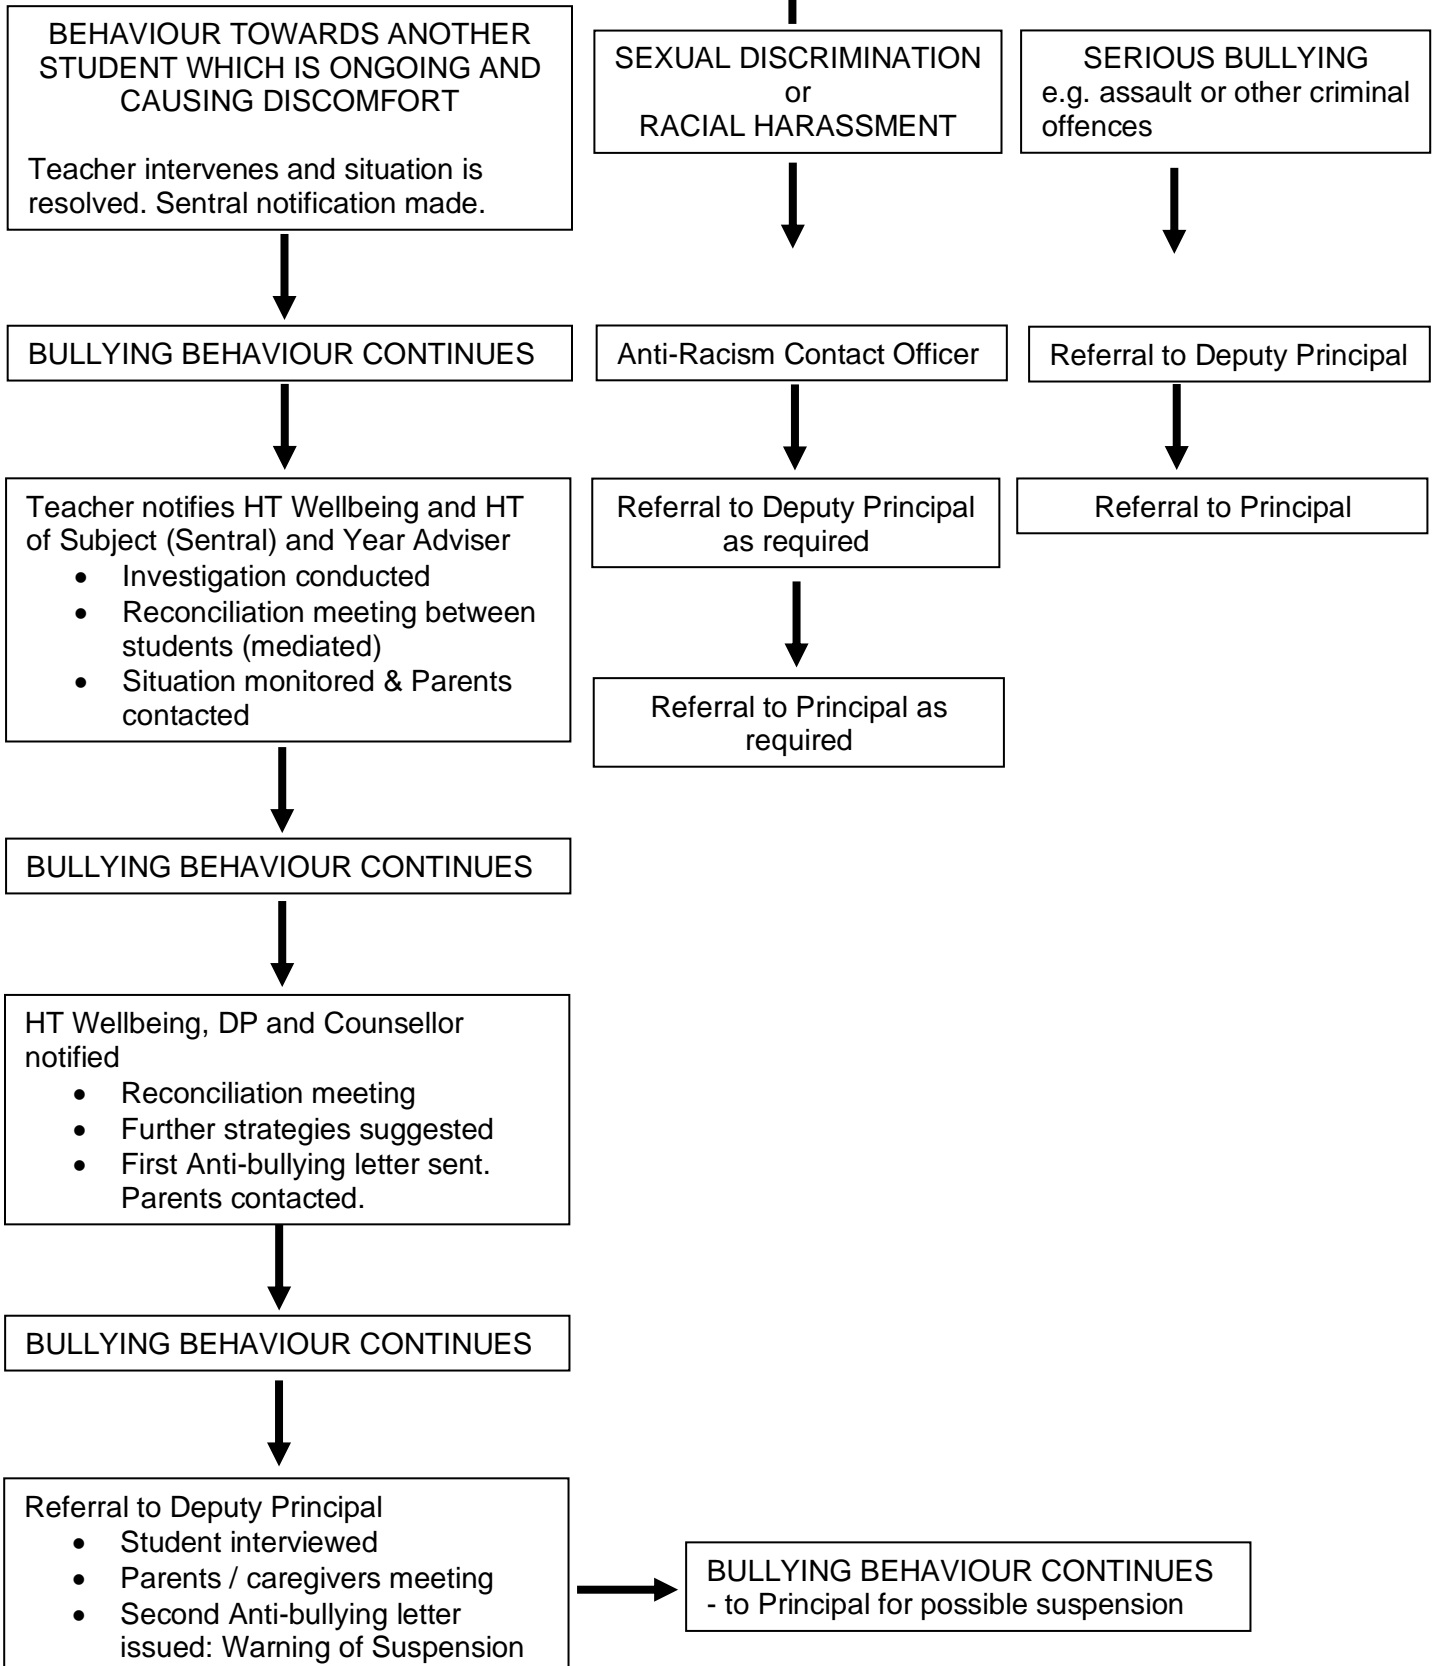 BEHAVIOUR TOWARDS ANOTHER
STUDENT WHICH IS ONGOING AND
CAUSING DISCOMFORT
Teacher intervenes and situation is
resolved. Sentral notification made.
BULLYING BEHAVIOUR CONTINUES
Teacher notifies HT Wellbeing and HT
of Subject (Sentral) and Year Adviser
• Investigation conducted
• Reconciliation meeting between
students (mediated)
• Situation monitored & Parents
contacted
BULLYING BEHAVIOUR CONTINUES
HT Wellbeing, DP and Counsellor
notified
• Reconciliation meeting
• Further strategies suggested
• First Anti-bullying letter sent.
Parents contacted.
BULLYING BEHAVIOUR CONTINUES
Referral to Deputy Principal
• Student interviewed
• Parents / caregivers meeting
• Second Anti-bullying letter
issued: Warning of Suspension
BULLYING BEHAVIOUR CONTINUES
- to Principal for possible suspension
SEXUAL DISCRIMINATION
or
RACIAL HARASSMENT
Anti-Racism Contact Officer
Referral to Deputy Principal
as required
Referral to Principal as
required
SERIOUS BULLYING
e.g. assault or other criminal
offences
Referral to Deputy Principal
Referral to Principal